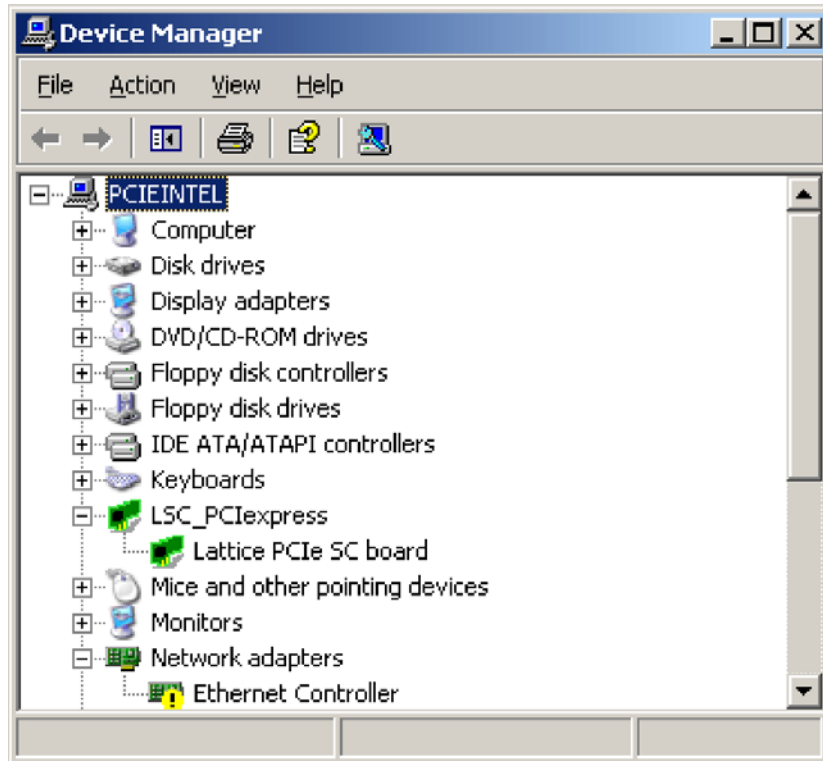 Device Manager
File Action View Help
PCIEINTEL
Computer
Disk drives
Display adapters
DVD/CD-ROM drives
Floppy disk controllers
Floppy disk drives
IDE ATA/ATAPI controllers
Keyboards
LSC_PCIexpress
Lattice PCIe SC board
Mice and other pointing devices
Monitors
Network adapters
Ethernet Controller